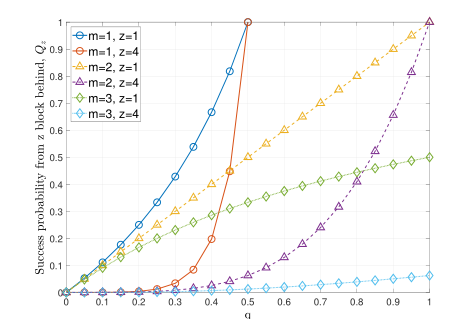 Success probability from z block behind, Q_z
1
0.9
0.8
0.7
0.6
0.5
0.4
0.3
0.2
0.1
0
m=1, z=1
m=1, z=4
m=2, z=1
m=2, z=4
m=3, z=1
m=3, z=4
0 0.1 0.2 0.3 0.4 0.5 0.6 0.7 0.8 0.9 1
q